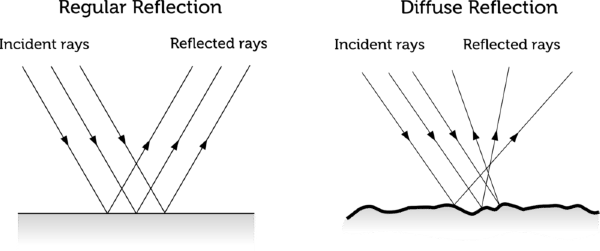 Regular Reflection
Incident rays
Reflected rays
Diffuse Reflection
Incident rays
Reflected rays